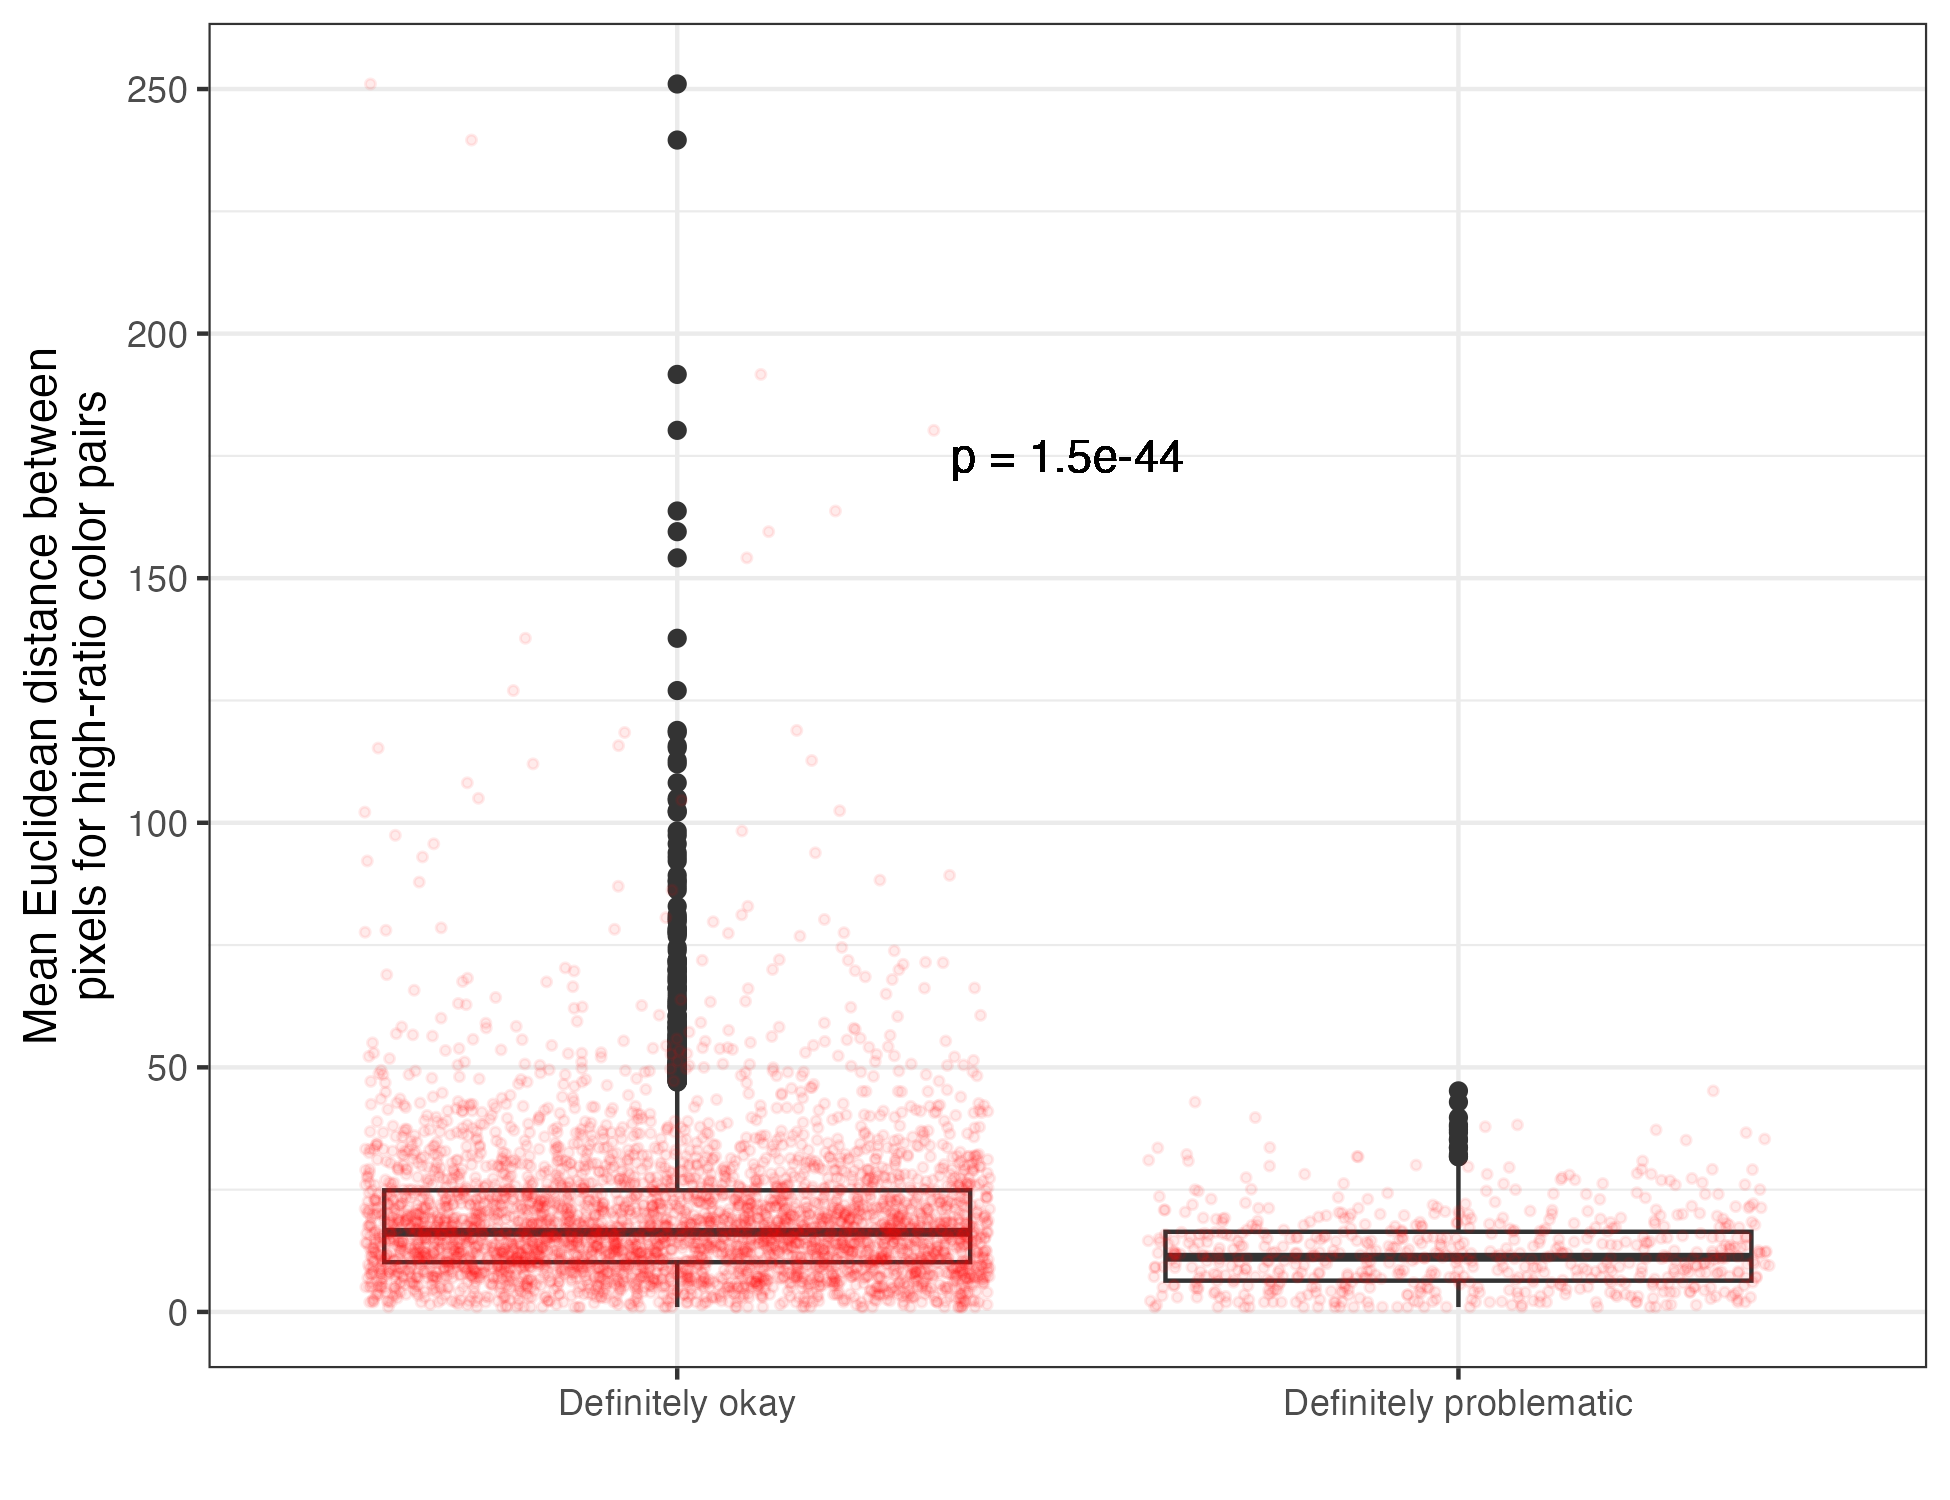 Mean Euclidean distance between
pixels for high-ratio color pairs
250
200
150
100
50
0
p = 1.5e-44
Definitely okay
Definitely problematic